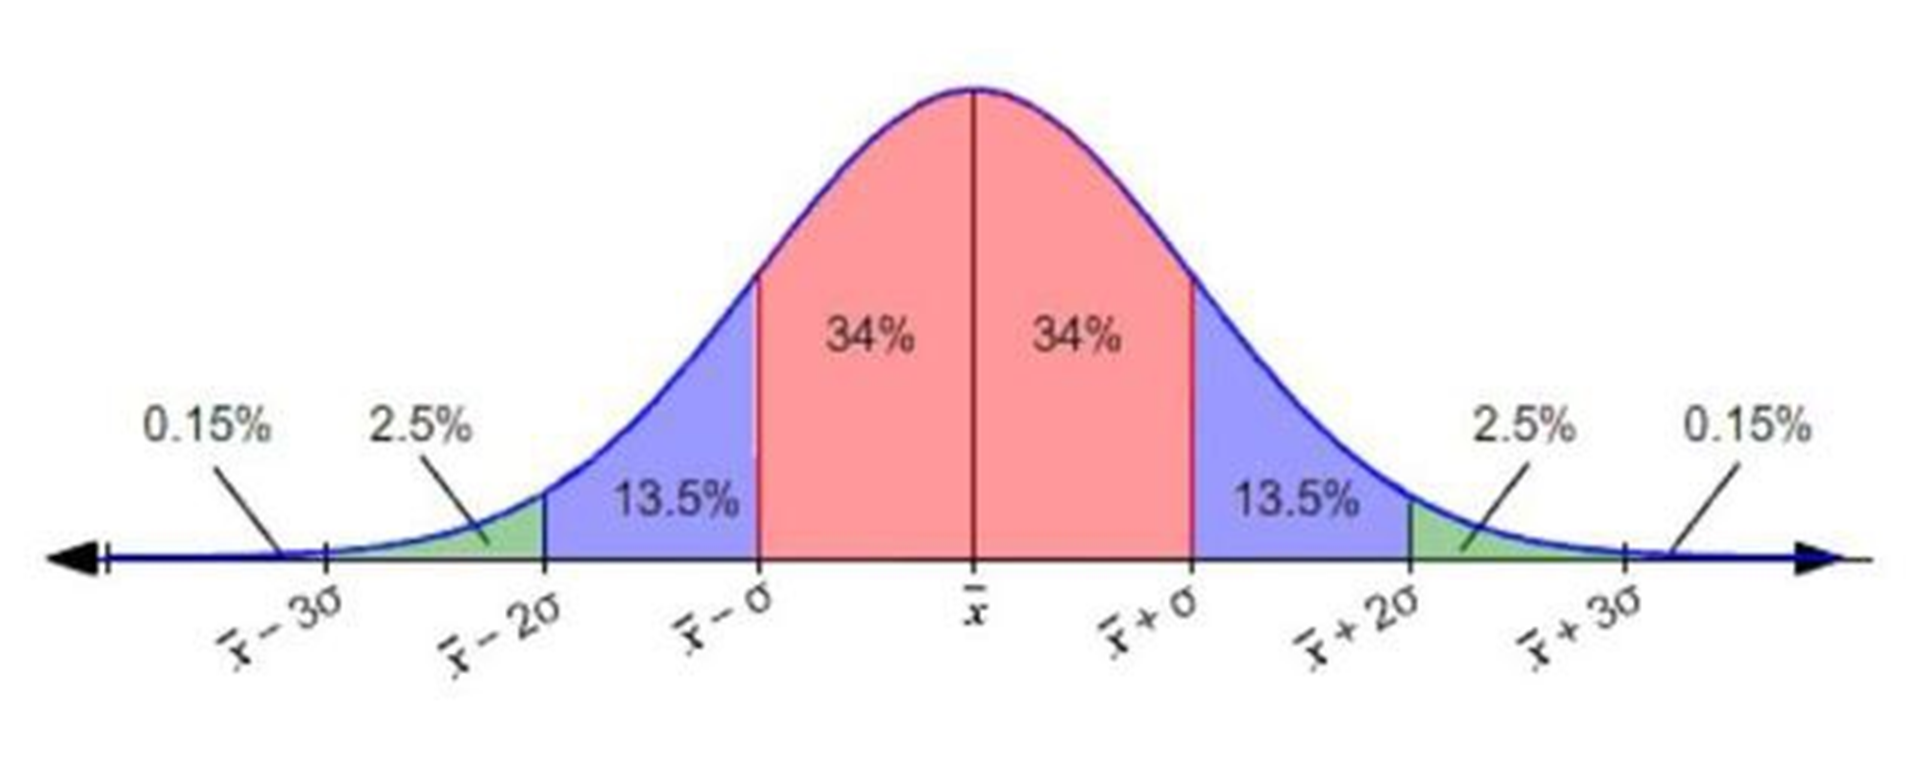 34% 34%
0.15% 2.5% 2.5% 0.15%
13.5% 13.5%
x̄ − 3σ x̄ − 2σ x̄ − σ x̄ x̄ + σ x̄ + 2σ x̄ + 3σ